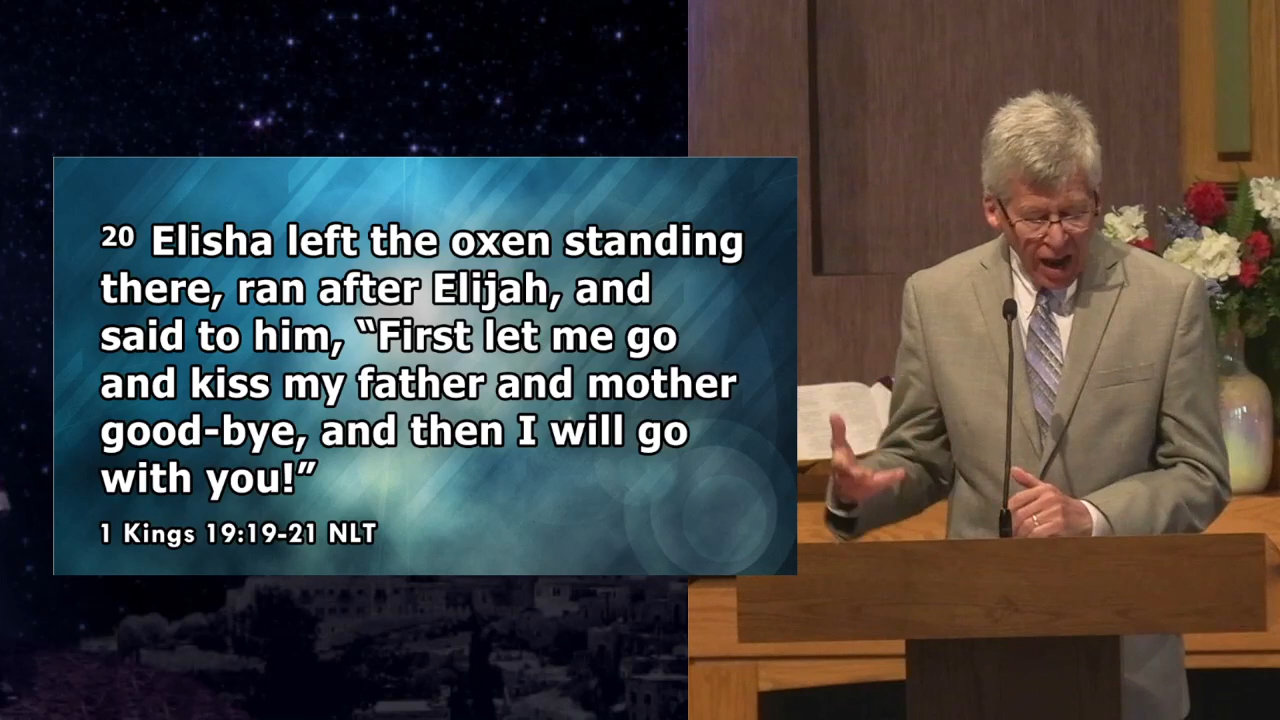 20 Elisha left the oxen standing
there, ran after Elijah, and
said to him, “First let me go
and kiss my father and mother
good-bye, and then I will go
with you!”
1 Kings 19:19-21 NLT